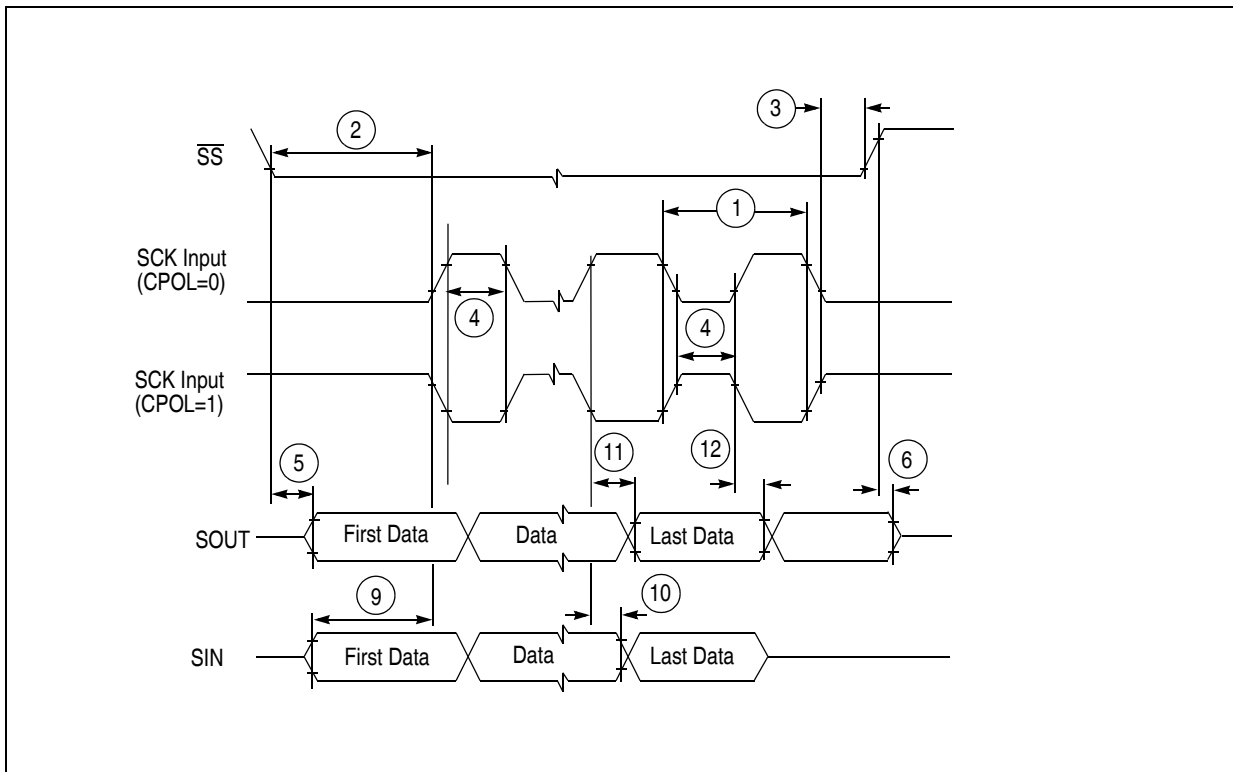 3
2
SS
1
SCK Input
(CPOL=0)
4
4
SCK Input
(CPOL=1)
11
12
5
6
SOUT
First Data
Data
Last Data
9
10
SIN
First Data
Data
Last Data